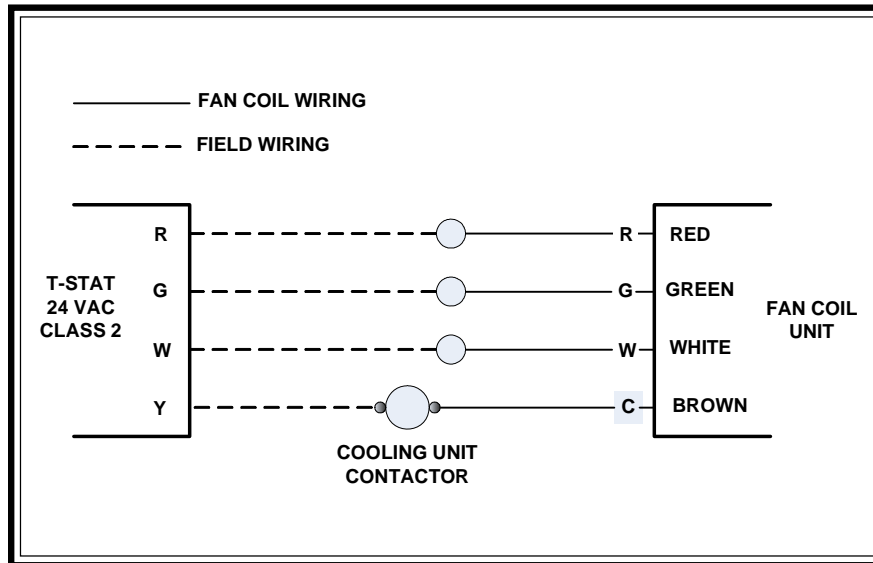 FAN COIL WIRING
FIELD WIRING
R R RED
T-STAT
24 VAC
CLASS 2
G G GREEN
FAN COIL
UNIT
W W WHITE
Y C BROWN
COOLING UNIT
CONTACTOR